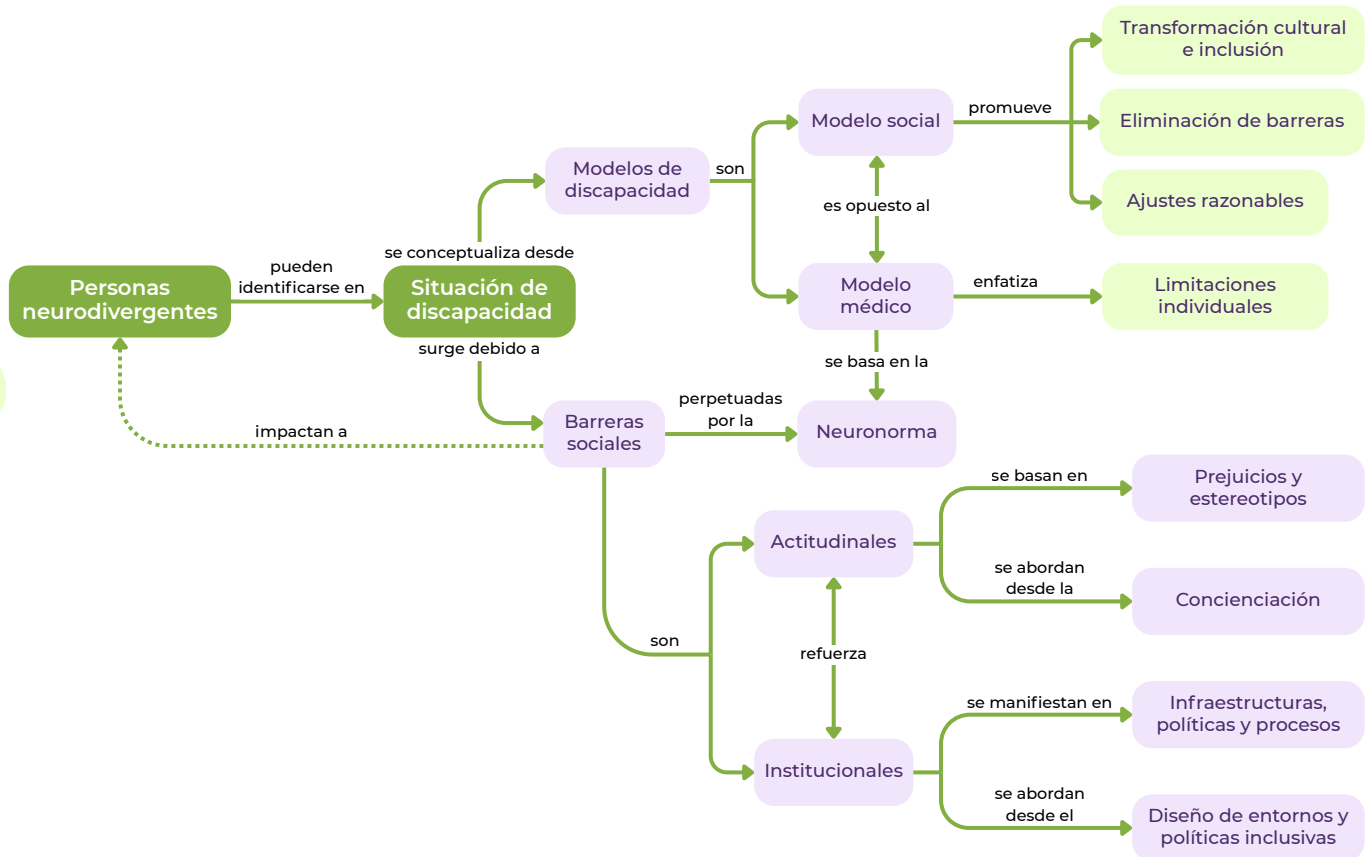 Personas
neurodivergentes
pueden
identificarse en
Situación de
discapacidad
se conceptualiza desde
Modelos de
discapacidad
son
Modelo social
promueve
Transformación cultural
e inclusión
Eliminación de barreras
Ajustes razonables
es opuesto al
Modelo
médico
enfatiza
Limitaciones
individuales
se basa en la
Neuronorma
surge debido a
Barreras
sociales
perpetuadas
por la
impactan a
son
Actitudinales
se basan en
Prejuicios y
estereotipos
se abordan
desde la
Concienciación
refuerza
Institucionales
se manifiestan en
Infraestructuras,
políticas y procesos
se abordan
desde el
Diseño de entornos y
políticas inclusivas